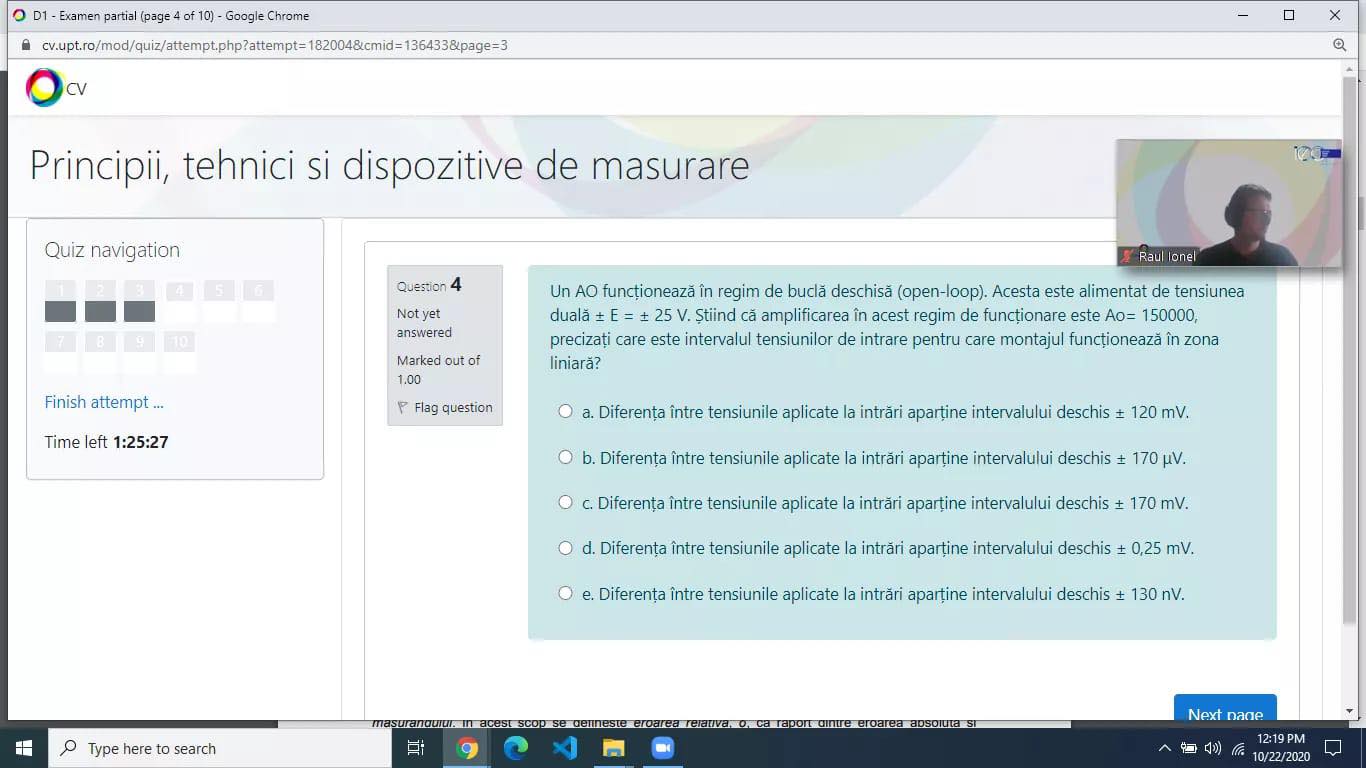 D1 - Examen partial (page 4 of 10) - Google Chrome
cv.upt.ro/mod/quiz/attempt.php?attempt=182004&cmid=136433&page=3
CV
Principii, tehnici si dispozitive de masurare
Raul Ionel
Quiz navigation
1 2 3 4 5 6
7 8 9 10
Finish attempt ...
Time left 1:25:27
Question 4
Not yet
answered
Marked out of
1.00
Flag question
Un AO funcționează în regim de buclă deschisă (open-loop). Acesta este alimentat de tensiunea
duală ± E = ± 25 V. Știind că amplificarea în acest regim de funcționare este Ao= 150000,
precizați care este intervalul tensiunilor de intrare pentru care montajul funcționează în zona
liniară?
a. Diferența între tensiunile aplicate la intrări aparține intervalului deschis ± 120 mV.
b. Diferența între tensiunile aplicate la intrări aparține intervalului deschis ± 170 µV.
c. Diferența între tensiunile aplicate la intrări aparține intervalului deschis ± 170 mV.
d. Diferența între tensiunile aplicate la intrări aparține intervalului deschis ± 0,25 mV.
e. Diferența între tensiunile aplicate la intrări aparține intervalului deschis ± 130 nV.
Next page
masurandului. In acest scop se defineste eroarea relativa, δ, ca raport dintre eroarea absoluta si
Type here to search
12:19 PM
10/22/2020